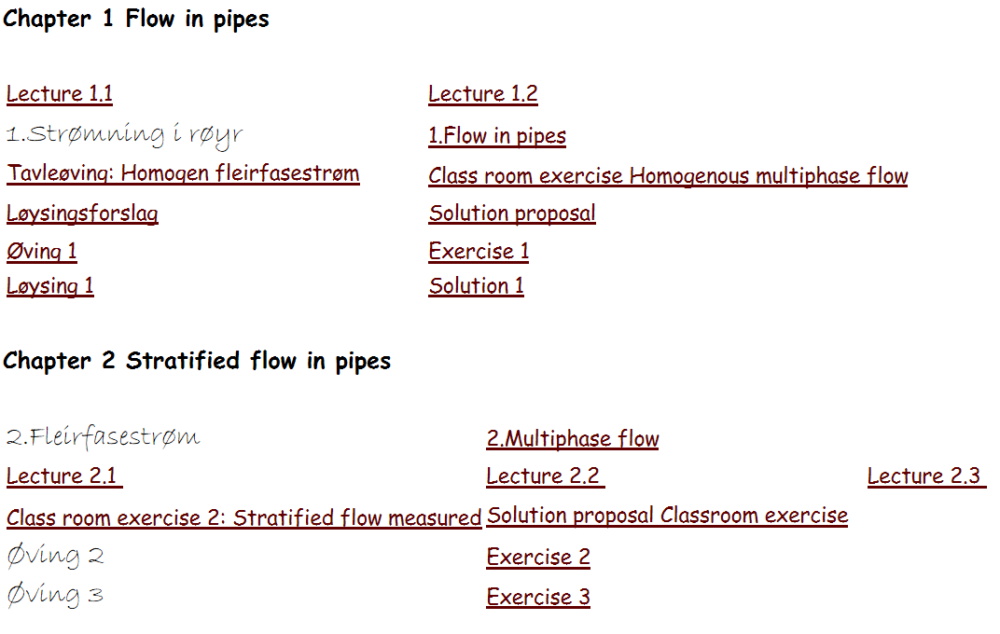 Chapter 1 Flow in pipes
Lecture 1.1 Lecture 1.2
1.Strømning i røyr 1.Flow in pipes
Tavleøving: Homogen fleirfasestrøm Class room exercise Homogenous multiphase flow
Løysingsforslag Solution proposal
Øving 1 Exercise 1
Løysing 1 Solution 1
Chapter 2 Stratified flow in pipes
2.Fleirfasestrøm 2.Multiphase flow
Lecture 2.1 Lecture 2.2 Lecture 2.3
Class room exercise 2: Stratified flow measured Solution proposal Classroom exercise
Øving 2 Exercise 2
Øving 3 Exercise 3